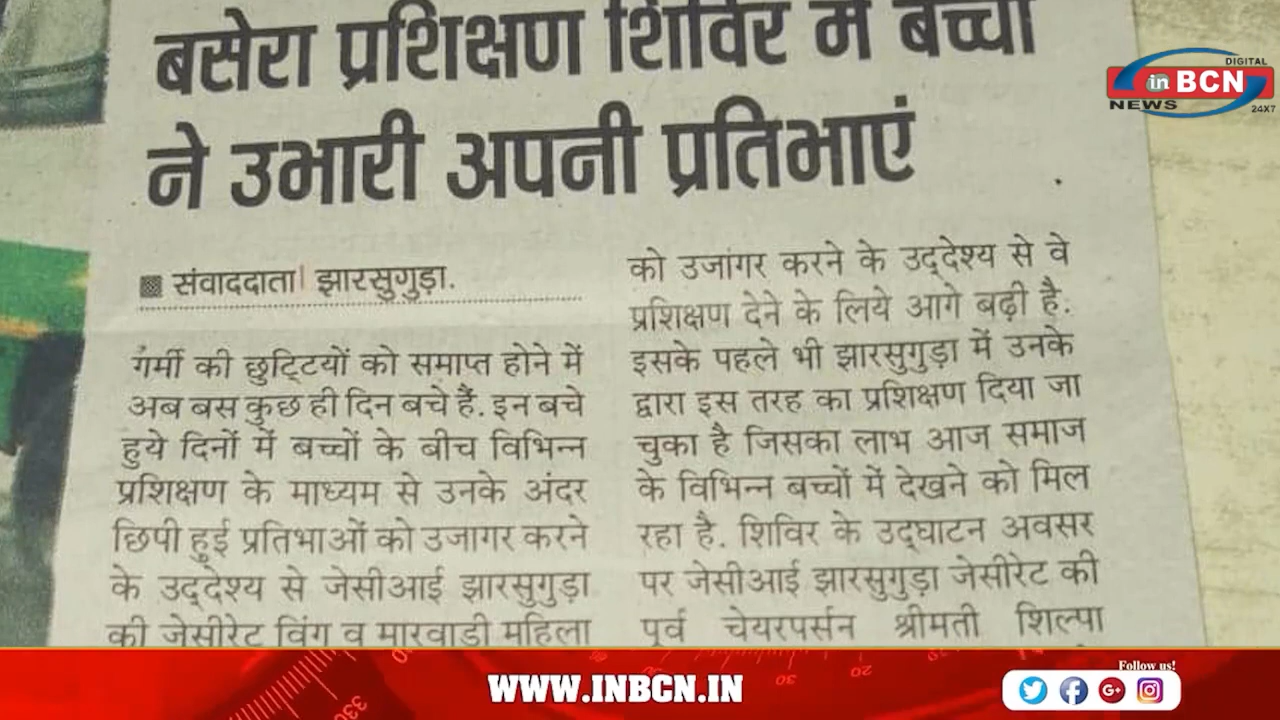 बसेरा प्रशिक्षण शिविर में बच्चों
ने उभारी अपनी प्रतिभाएं
संवाददाता| झारसुगुड़ा.
गर्मी की छुट्टियों को समाप्त होने में
अब बस कुछ ही दिन बचे हैं. इन बचे
हुये दिनों में बच्चों के बीच विभिन्न
प्रशिक्षण के माध्यम से उनके अंदर
छिपी हुई प्रतिभाओं को उजागर करने
के उद्देश्य से जेसीआई झारसुगुड़ा
की जेसीरेट विंग व मारवाड़ी महिला
को उजांगर करने के उद्देश्य से वे
प्रशिक्षण देने के लिये आगे बढ़ी है.
इसके पहले भी झारसुगुड़ा में उनके
द्वारा इस तरह का प्रशिक्षण दिया जा
चुका है जिसका लाभ आज समाज
के विभिन्न बच्चों में देखने को मिल
रहा है. शिविर के उद्घाटन अवसर
पर जेसीआई झारसुगुड़ा जेसीरेट की
पूर्व चेयरपर्सन श्रीमती शिल्पा
DIGITAL
in BCN
NEWS 24X7
WWW.INBCN.IN
Follow us!